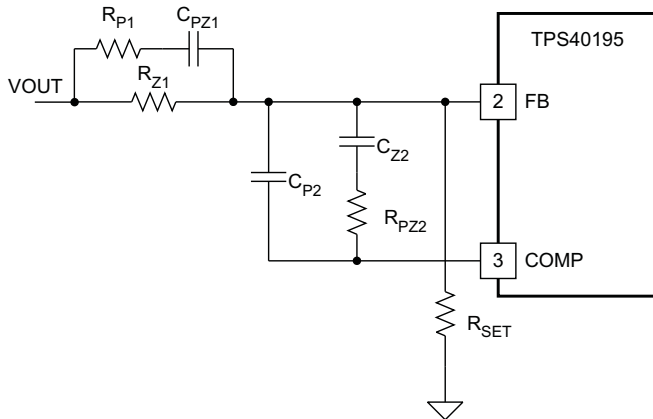 R_P1
C_PZ1
TPS40195
R_Z1
VOUT
2
FB
C_Z2
C_P2
R_PZ2
3
COMP
R_SET